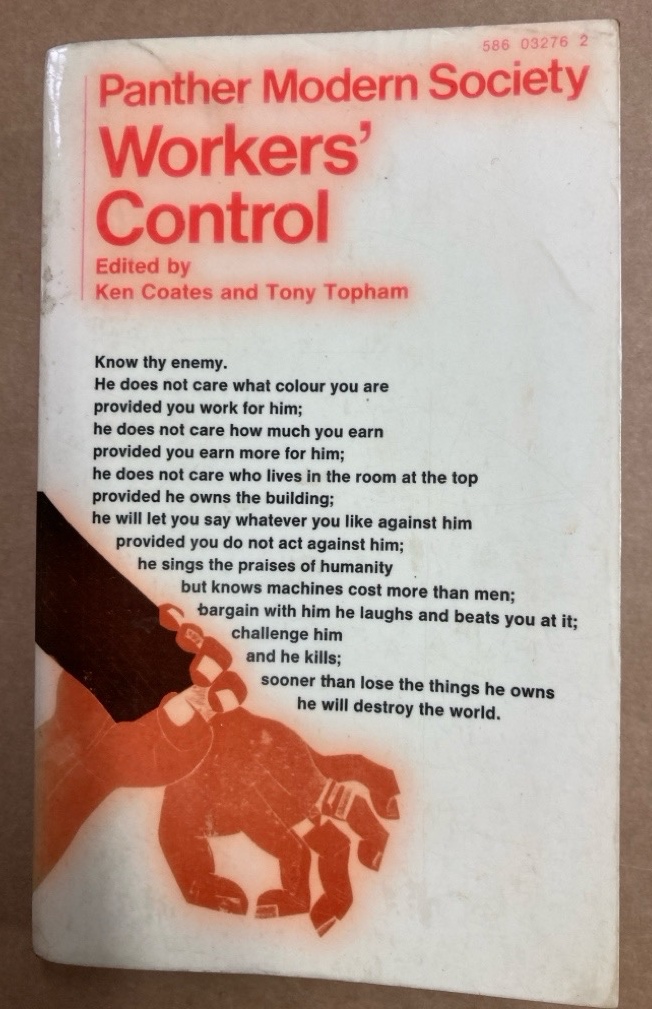 586 03276 2
Panther Modern Society
Workers'
Control
Edited by
Ken Coates and Tony Topham
Know thy enemy.
He does not care what colour you are
provided you work for him;
he does not care how much you earn
provided you earn more for him;
he does not care who lives in the room at the top
provided he owns the building;
he will let you say whatever you like against him
provided you do not act against him;
he sings the praises of humanity
but knows machines cost more than men;
bargain with him he laughs and beats you at it;
challenge him
and he kills;
sooner than lose the things he owns
he will destroy the world.